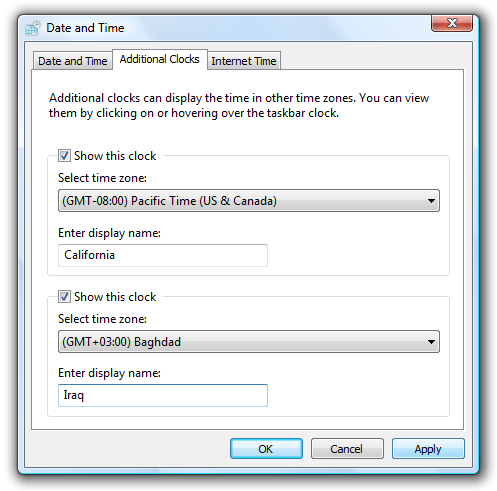 Date and Time
Date and Time Additional Clocks Internet Time
Additional clocks can display the time in other time zones. You can view
them by clicking on or hovering over the taskbar clock.
Show this clock
Select time zone:
(GMT-08:00) Pacific Time (US & Canada)
Enter display name:
California
Show this clock
Select time zone:
(GMT+03:00) Baghdad
Enter display name:
Iraq
OK Cancel Apply